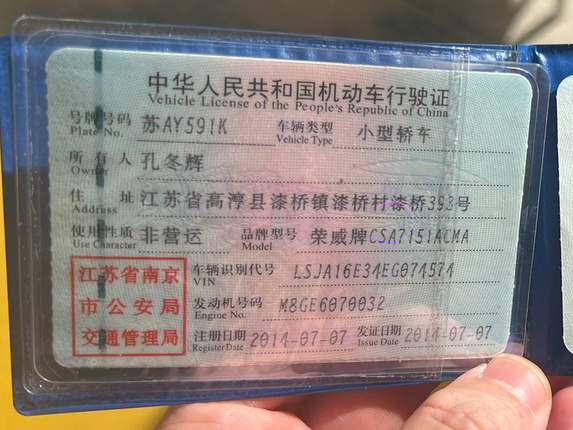 中华人民共和国机动车行驶证
Vehicle License of the People's Republic of China
号牌号码 Plate No. 苏AY591K 车辆类型 Vehicle Type 小型轿车
所有人 Owner 孔冬辉
住址 Address 江苏省高淳县漆桥镇漆桥村漆桥393号
使用性质 Use Character 非营运 品牌型号 Model 荣威牌CSA7151ACMA
江苏省南京市公安局交通管理局
车辆识别代号 VIN LSJA16E34EG074574
发动机号码 Engine No. M8GE6070032
注册日期 Register Date 2014-07-07 发证日期 Issue Date 2014-07-07